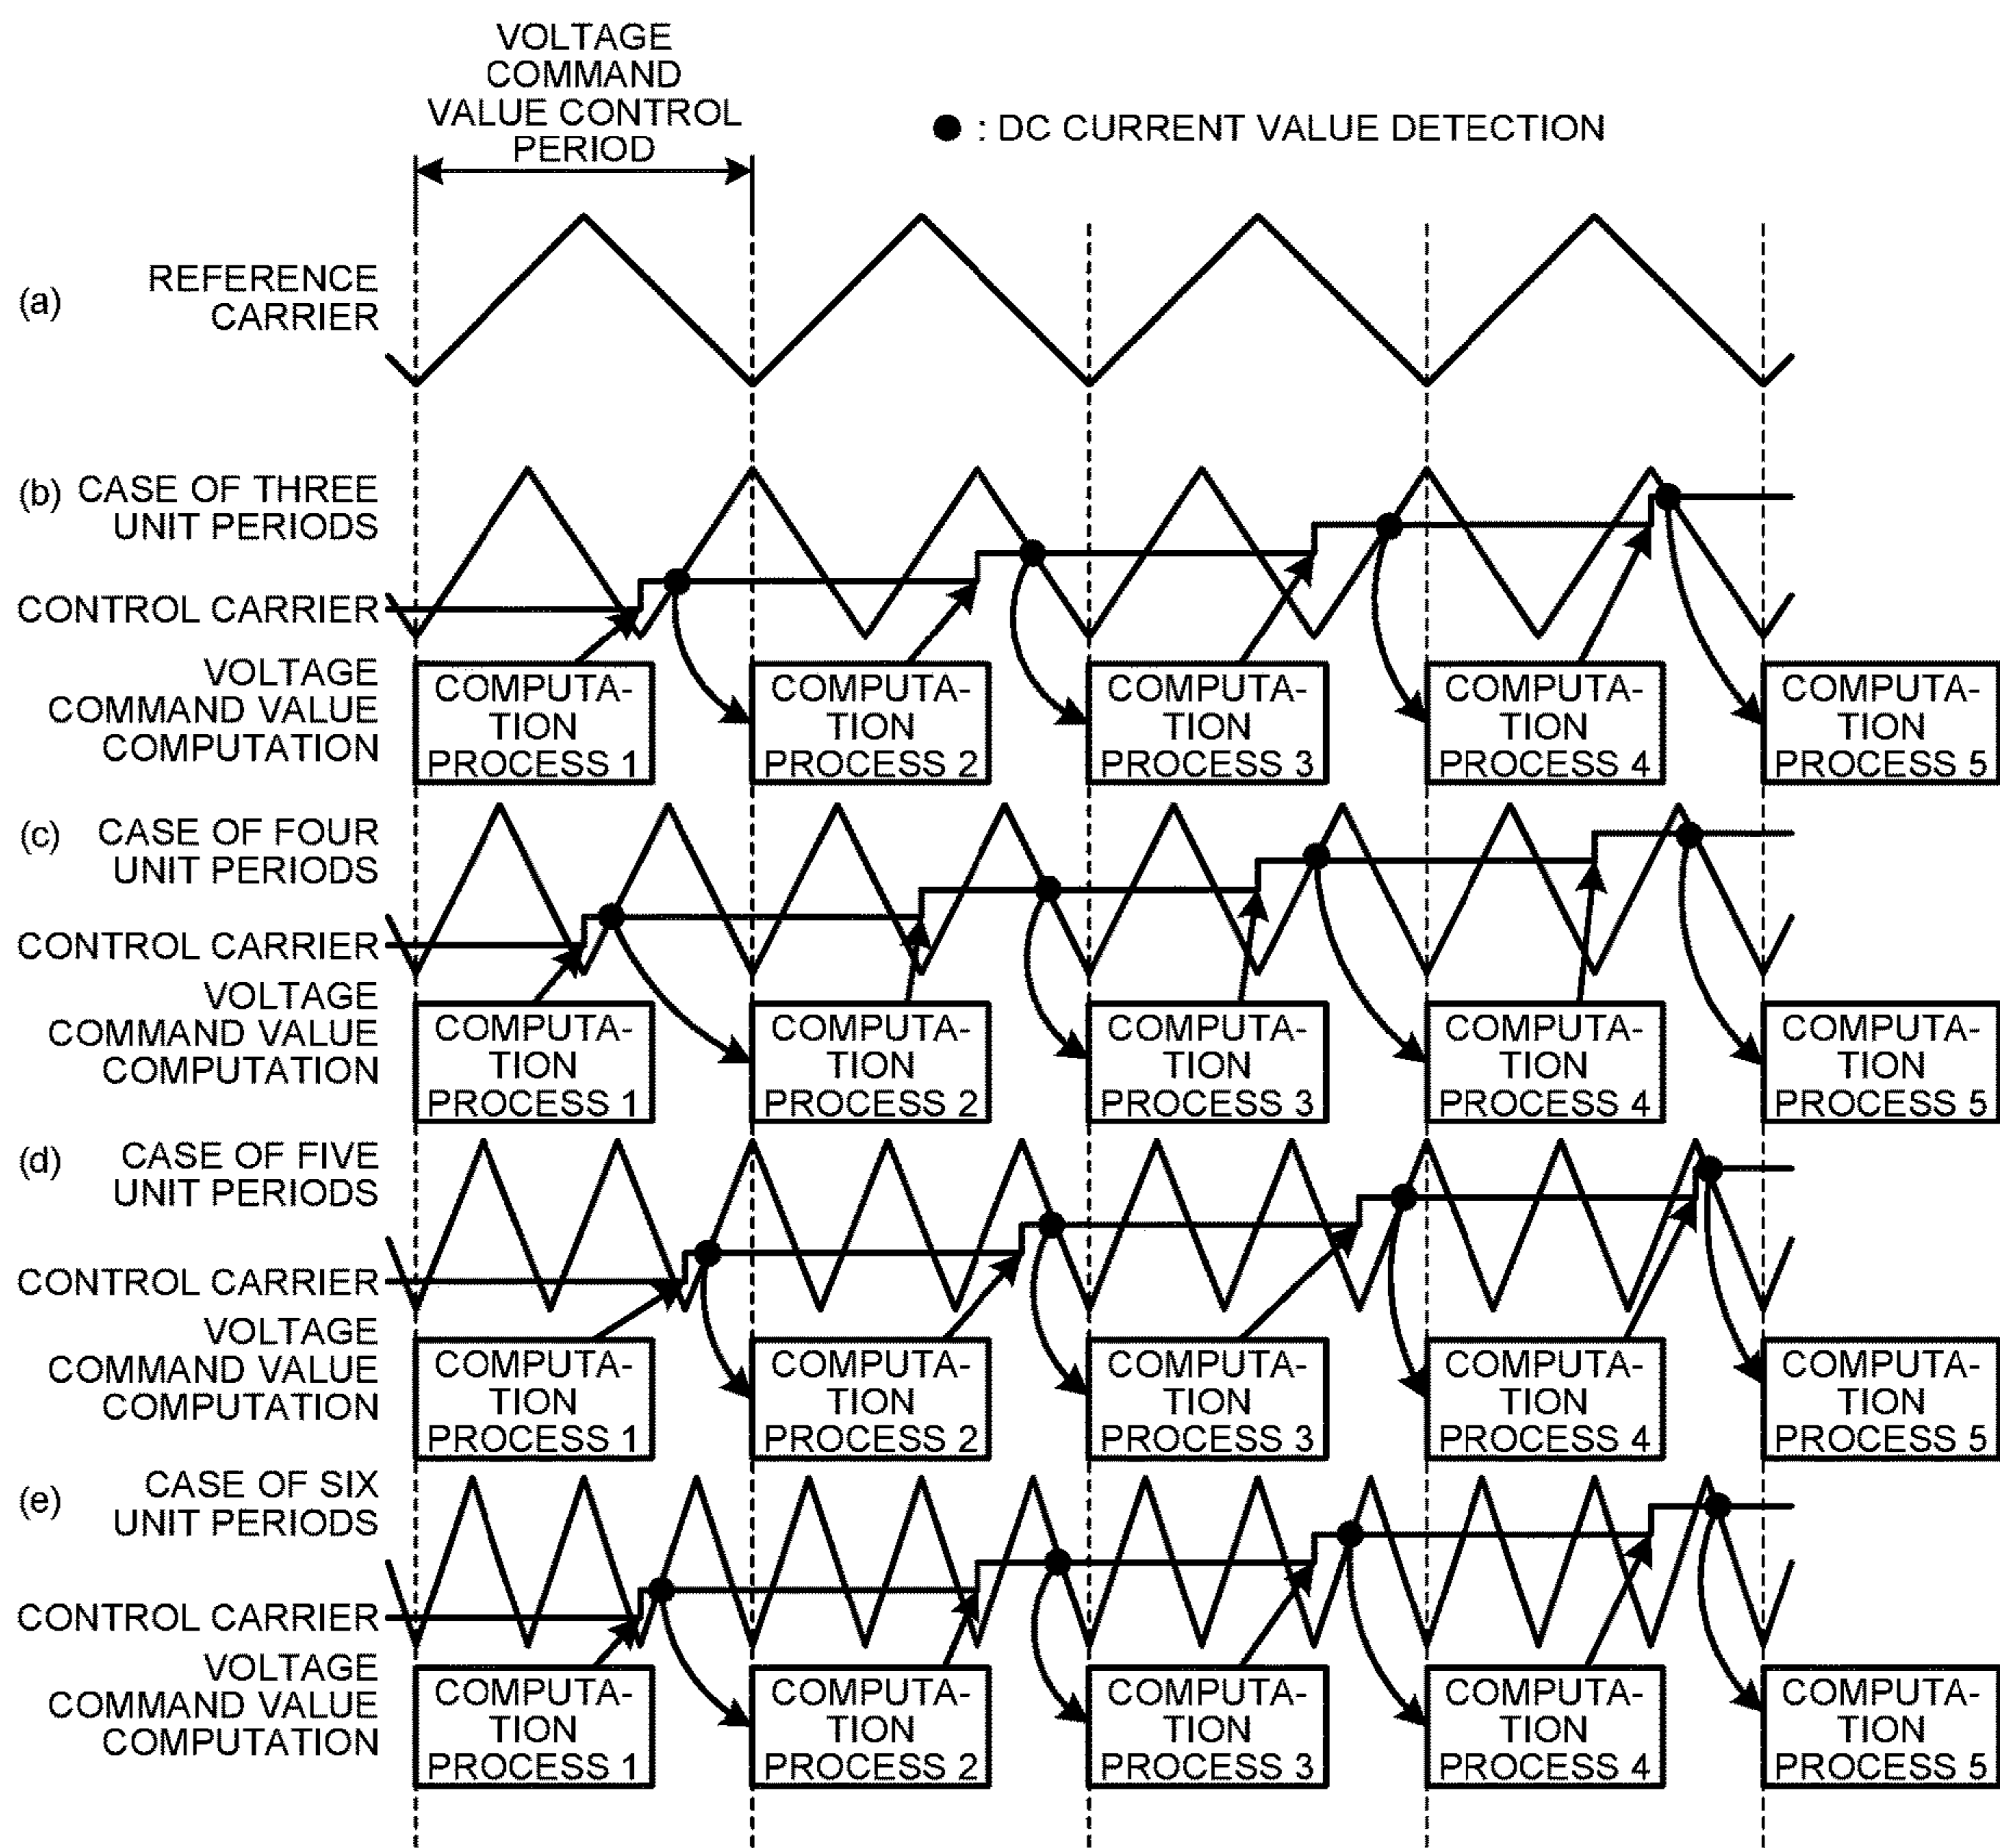 VOLTAGE
COMMAND
VALUE CONTROL
PERIOD
● : DC CURRENT VALUE DETECTION
(a)
REFERENCE
CARRIER
(b)
CASE OF THREE
UNIT PERIODS
CONTROL CARRIER
VOLTAGE
COMMAND VALUE
COMPUTATION
COMPUTA-
TION
PROCESS 1
COMPUTA-
TION
PROCESS 2
COMPUTA-
TION
PROCESS 3
COMPUTA-
TION
PROCESS 4
COMPUTA-
TION
PROCESS 5
(c)
CASE OF FOUR
UNIT PERIODS
CONTROL CARRIER
VOLTAGE
COMMAND VALUE
COMPUTATION
COMPUTA-
TION
PROCESS 1
COMPUTA-
TION
PROCESS 2
COMPUTA-
TION
PROCESS 3
COMPUTA-
TION
PROCESS 4
COMPUTA-
TION
PROCESS 5
(d)
CASE OF FIVE
UNIT PERIODS
CONTROL CARRIER
VOLTAGE
COMMAND VALUE
COMPUTATION
COMPUTA-
TION
PROCESS 1
COMPUTA-
TION
PROCESS 2
COMPUTA-
TION
PROCESS 3
COMPUTA-
TION
PROCESS 4
COMPUTA-
TION
PROCESS 5
(e)
CASE OF SIX
UNIT PERIODS
CONTROL CARRIER
VOLTAGE
COMMAND VALUE
COMPUTATION
COMPUTA-
TION
PROCESS 1
COMPUTA-
TION
PROCESS 2
COMPUTA-
TION
PROCESS 3
COMPUTA-
TION
PROCESS 4
COMPUTA-
TION
PROCESS 5